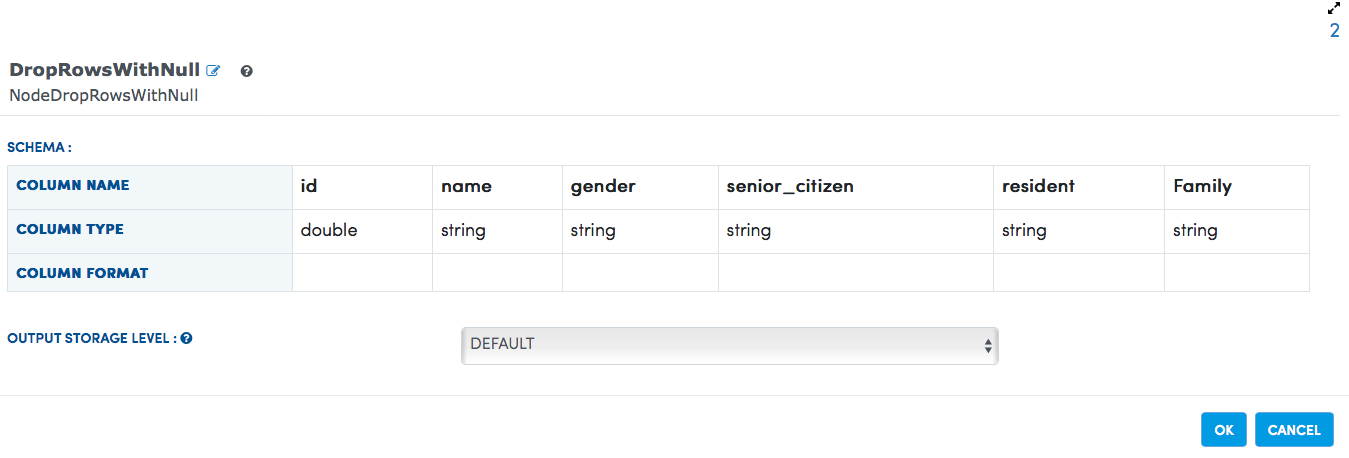 2
DropRowsWithNull
NodeDropRowsWithNull
SCHEMA :
COLUMN NAME id name gender senior_citizen resident Family
COLUMN TYPE double string string string string string
COLUMN FORMAT
OUTPUT STORAGE LEVEL : DEFAULT
OK CANCEL